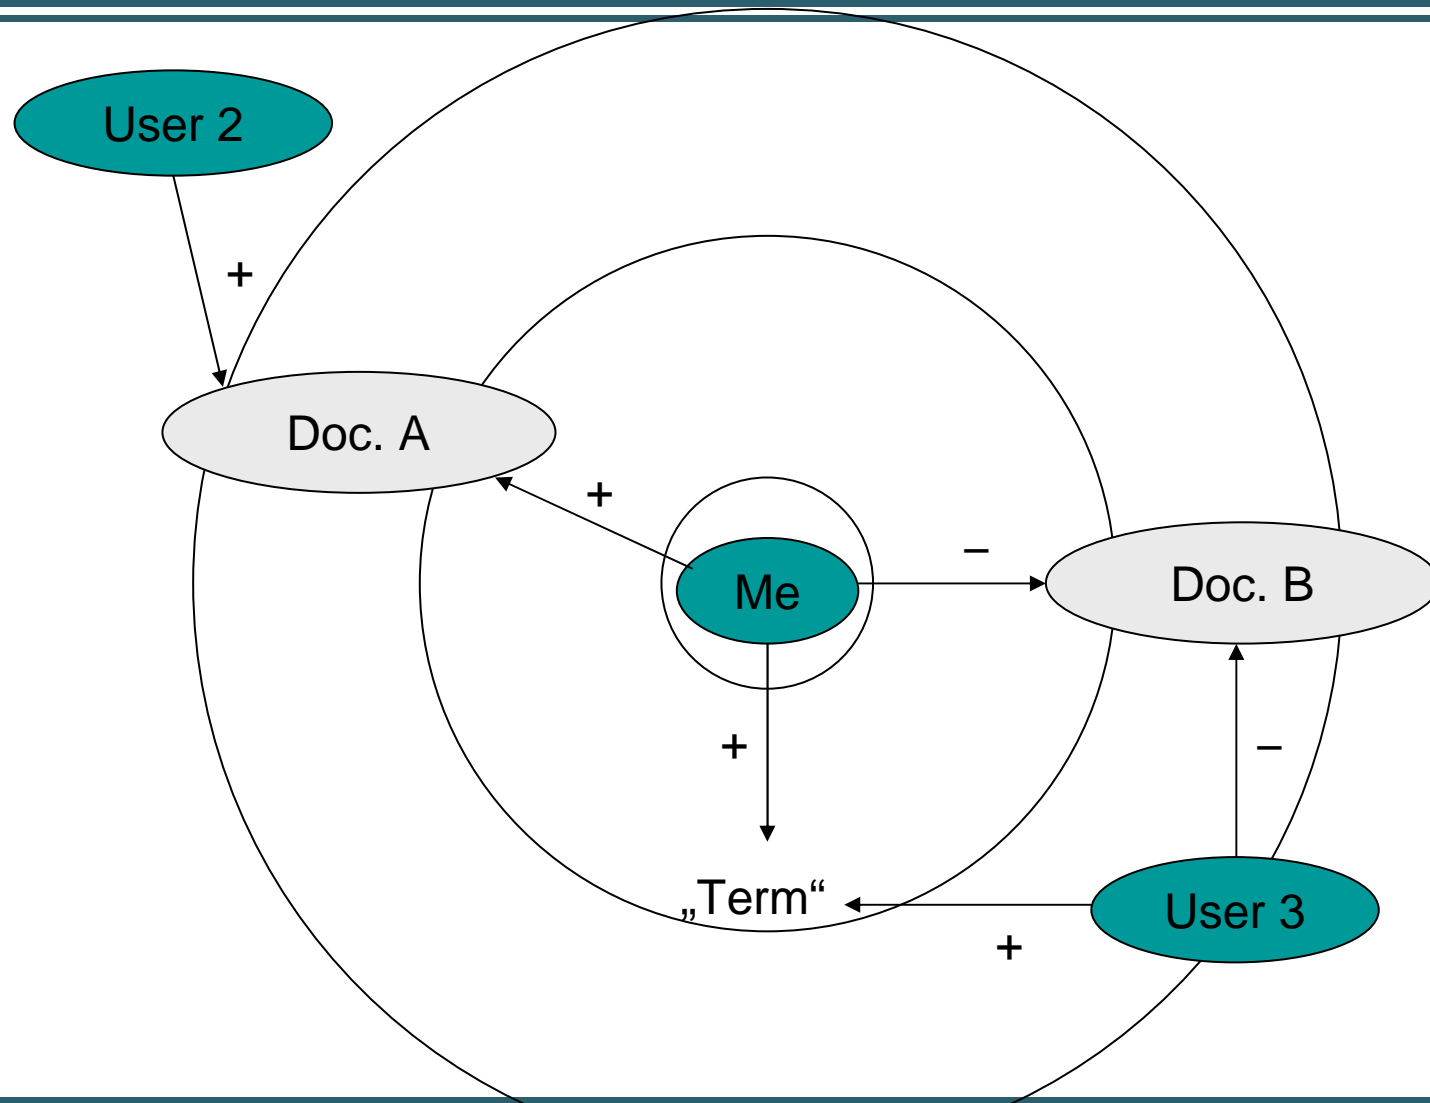 User 2
+
Doc. A
+
Me
–
Doc. B
+
–
„Term“
User 3
+